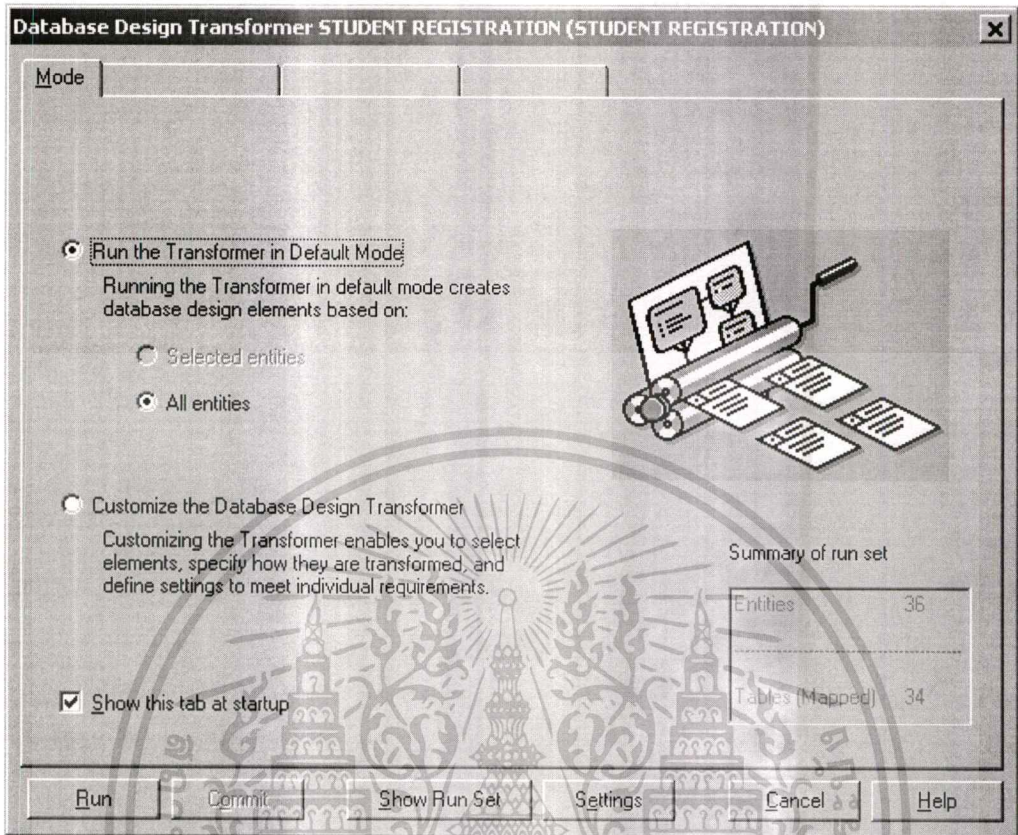 Database Design Transformer STUDENT REGISTRATION (STUDENT REGISTRATION)
Mode
Run the Transformer in Default Mode
Running the Transformer in default mode creates
database design elements based on:
Selected entities
All entities
Customize the Database Design Transformer
Customizing the Transformer enables you to select
elements, specify how they are transformed, and
define settings to meet individual requirements.
Summary of run set
Entities 36
Tables (Mapped) 34
Show this tab at startup
Run
Commit
Show Run Set
Settings
Cancel
Help